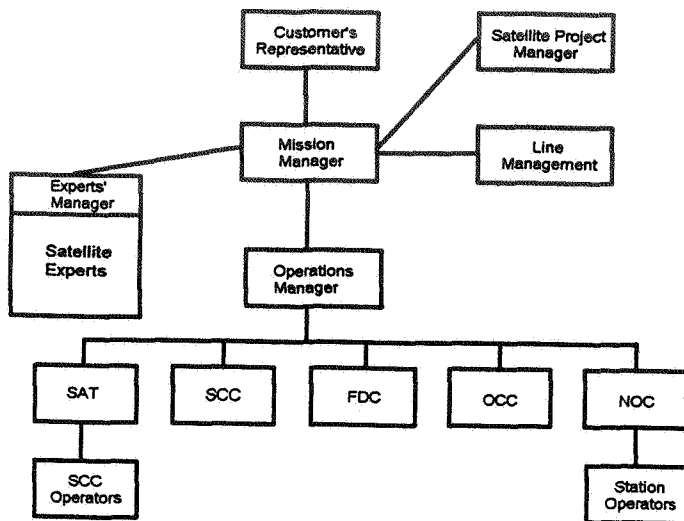 Customer's
Representative
Satellite Project
Manager
Mission
Manager
Line
Management
Experts'
Manager
Satellite
Experts
Operations
Manager
SAT
SCC
FDC
OCC
NOC
SCC
Operators
Station
Operators